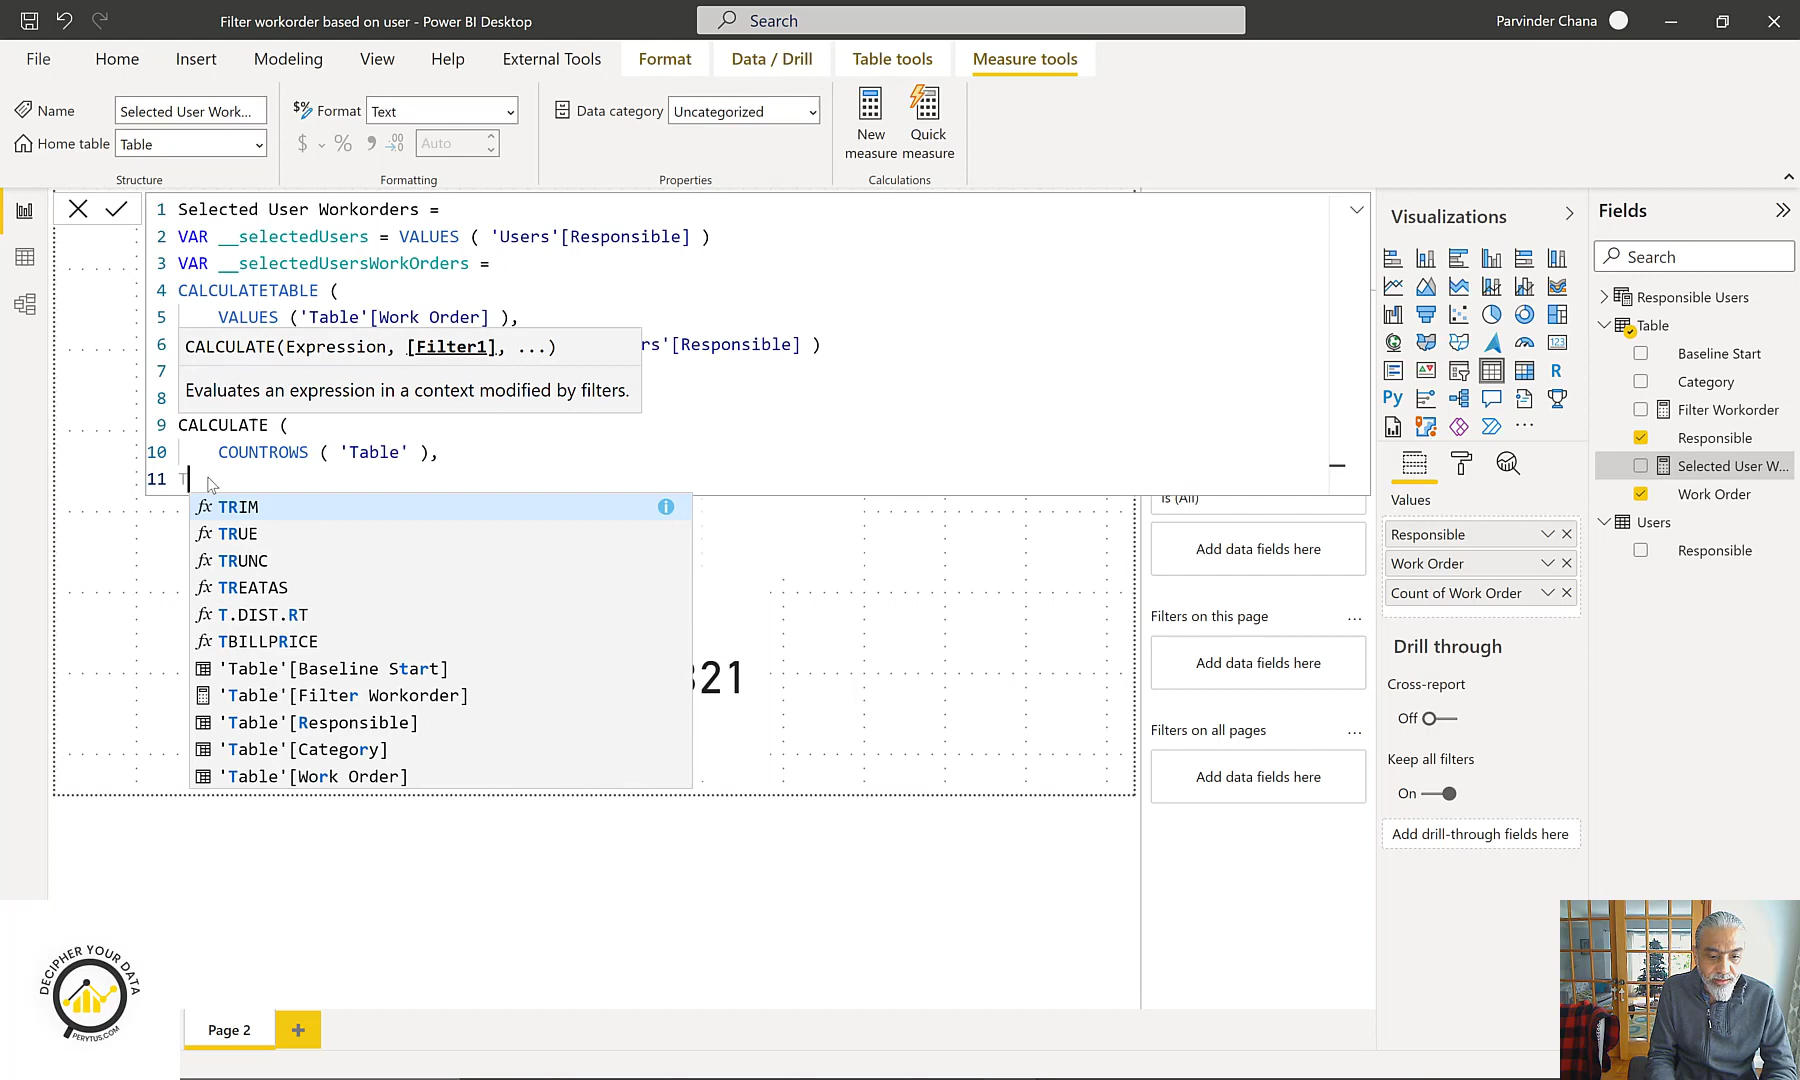 Filter workorder based on user - Power BI Desktop
Search
Parvinder Chana
File
Home
Insert
Modeling
View
Help
External Tools
Format
Data / Drill
Table tools
Measure tools
Name
Selected User Work...
Home table
Table
Structure
Format
Text
$
%
Auto
Formatting
Data category
Uncategorized
Properties
New measure
Quick measure
Calculations
1 Selected User Workorders =
2 VAR __selectedUsers = VALUES ( 'Users'[Responsible] )
3 VAR __selectedUsersWorkOrders =
4 CALCULATETABLE (
5 VALUES ('Table'[Work Order] ),
6 rs'[Responsible] )
7
8
9 CALCULATE (
10 COUNTROWS ( 'Table' ),
11 T
CALCULATE(Expression, [Filter1], ...)
Evaluates an expression in a context modified by filters.
fx TRIM
fx TRUE
fx TRUNC
fx TREATAS
fx T.DIST.RT
fx TBILLPRICE
'Table'[Baseline Start]
'Table'[Filter Workorder]
'Table'[Responsible]
'Table'[Category]
'Table'[Work Order]
321
is (All)
Add data fields here
Filters on this page
...
Add data fields here
Filters on all pages
...
Add data fields here
Visualizations
123
R
Py
...
Values
Responsible
Work Order
Count of Work Order
Drill through
Cross-report
Off
Keep all filters
On
Add drill-through fields here
Fields
Search
Responsible Users
Table
Baseline Start
Category
Filter Workorder
Responsible
Selected User W...
Work Order
Users
Responsible
DECIPHER YOUR DATA
PERYTUS.COM
Page 2